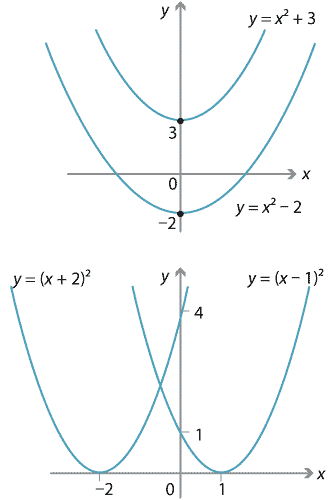 y
y = x² + 3
3
0
x
−2
y = x² − 2
y = (x + 2)²
y
y = (x − 1)²
4
1
−2
0
1
x